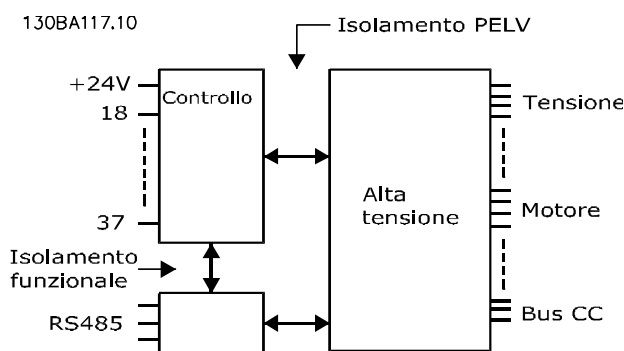 130BA117.10
Isolamento PELV
+24V
Controllo
18
Tensione
Alta
tensione
Motore
37
Isolamento
funzionale
RS485
Bus CC